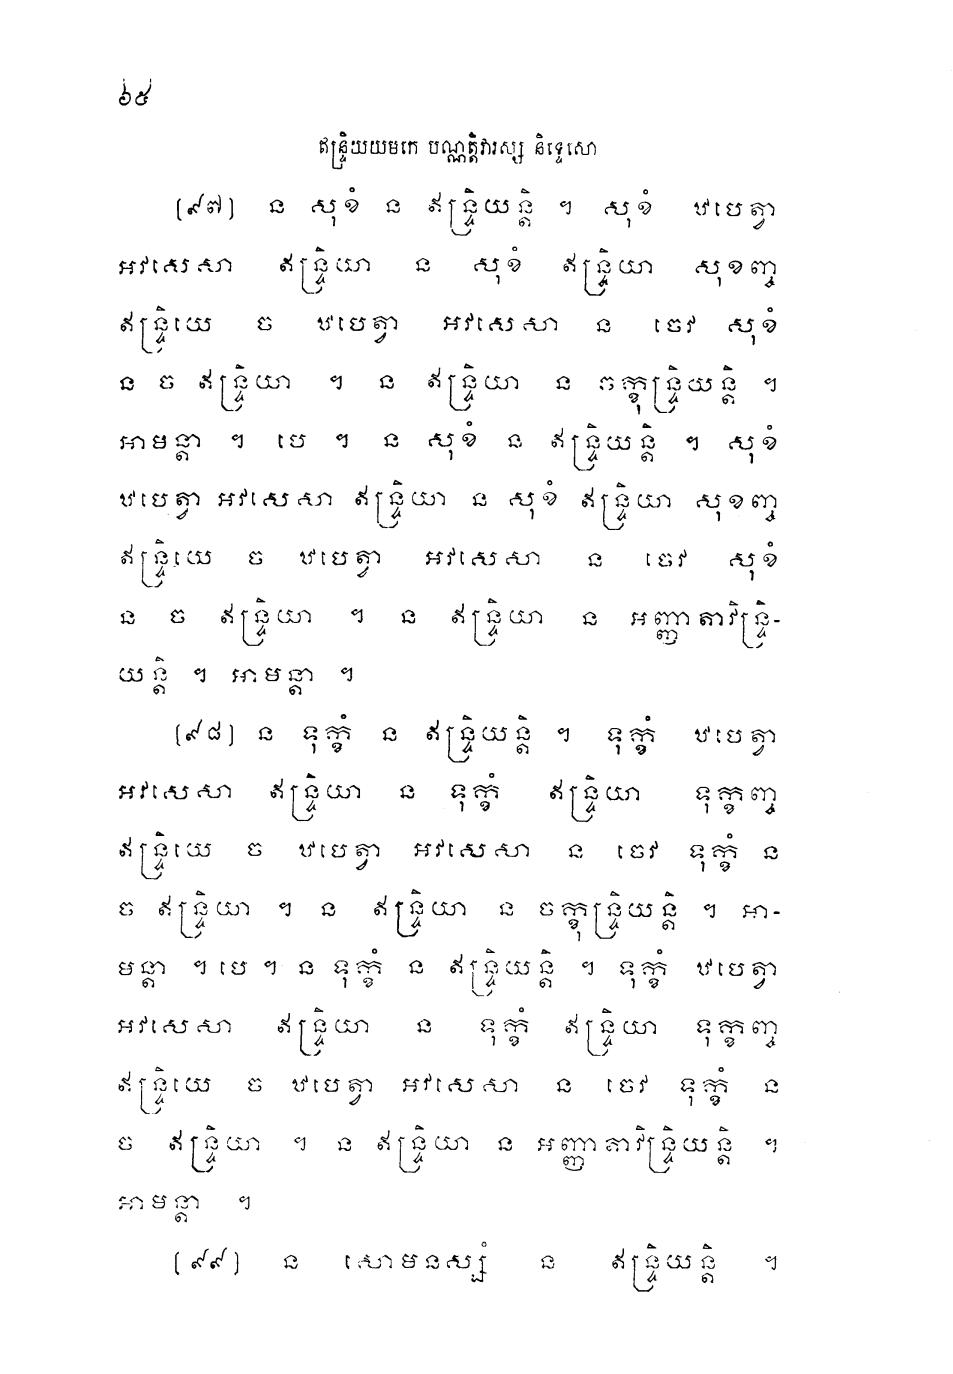 ៦៥
ឥន្ទ្រិយយមកេ បណ្ណត្តិវារស្ស និទ្ទេសោ
(៩៧) ន សុខំ ន ឥន្ទ្រិយន្តិ ។ សុខំ ឋបេត្វា
អវសេសា ឥន្ទ្រិយា ន សុខំ ឥន្ទ្រិយា សុខញ្ច
ឥន្ទ្រិយេ ច ឋបេត្វា អវសេសា ន ចេវ សុខំ
ន ច ឥន្ទ្រិយា ។ ន ឥន្ទ្រិយា ន ចក្ខុន្ទ្រិយន្តិ ។
អាមន្តា ។ បេ ។ ន សុខំ ន ឥន្ទ្រិយន្តិ ។ សុខំ
ឋបេត្វា អវសេសា ឥន្ទ្រិយា ន សុខំ ឥន្ទ្រិយា សុខញ្ច
ឥន្ទ្រិយេ ច ឋបេត្វា អវសេសា ន ចេវ សុខំ
ន ច ឥន្ទ្រិយា ។ ន ឥន្ទ្រិយា ន អញ្ញាតាវិន្ទ្រិ-
យន្តិ ។ អាមន្តា ។
(៩៨) ន ទុក្ខំ ន ឥន្ទ្រិយន្តិ ។ ទុក្ខំ ឋបេត្វា
អវសេសា ឥន្ទ្រិយា ន ទុក្ខំ ឥន្ទ្រិយា ទុក្ខញ្ច
ឥន្ទ្រិយេ ច ឋបេត្វា អវសេសា ន ចេវ ទុក្ខំ ន
ច ឥន្ទ្រិយា ។ ន ឥន្ទ្រិយា ន ចក្ខុន្ទ្រិយន្តិ ។ អា-
មន្តា ។ បេ ។ ន ទុក្ខំ ន ឥន្ទ្រិយន្តិ ។ ទុក្ខំ ឋបេត្វា
អវសេសា ឥន្ទ្រិយា ន ទុក្ខំ ឥន្ទ្រិយា ទុក្ខញ្ច
ឥន្ទ្រិយេ ច ឋបេត្វា អវសេសា ន ចេវ ទុក្ខំ ន
ច ឥន្ទ្រិយា ។ ន ឥន្ទ្រិយា ន អញ្ញាតាវិន្ទ្រិយន្តិ ។
អាមន្តា ។
(៩៩) ន សោមនស្សំ ន ឥន្ទ្រិយន្តិ ។